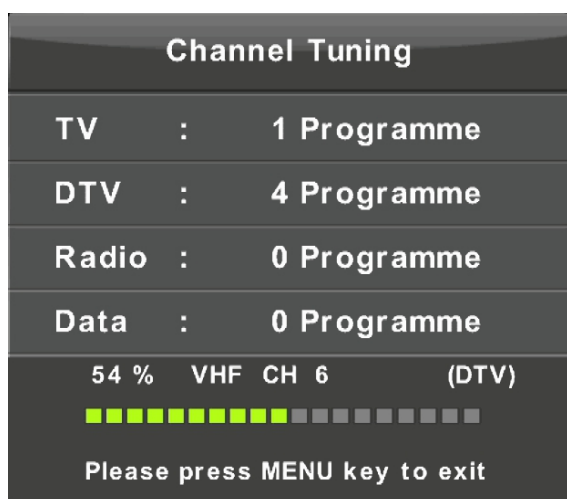 Channel Tuning
TV : 1 Programme
DTV : 4 Programme
Radio : 0 Programme
Data : 0 Programme
54 % VHF CH 6 (DTV)
Please press MENU key to exit